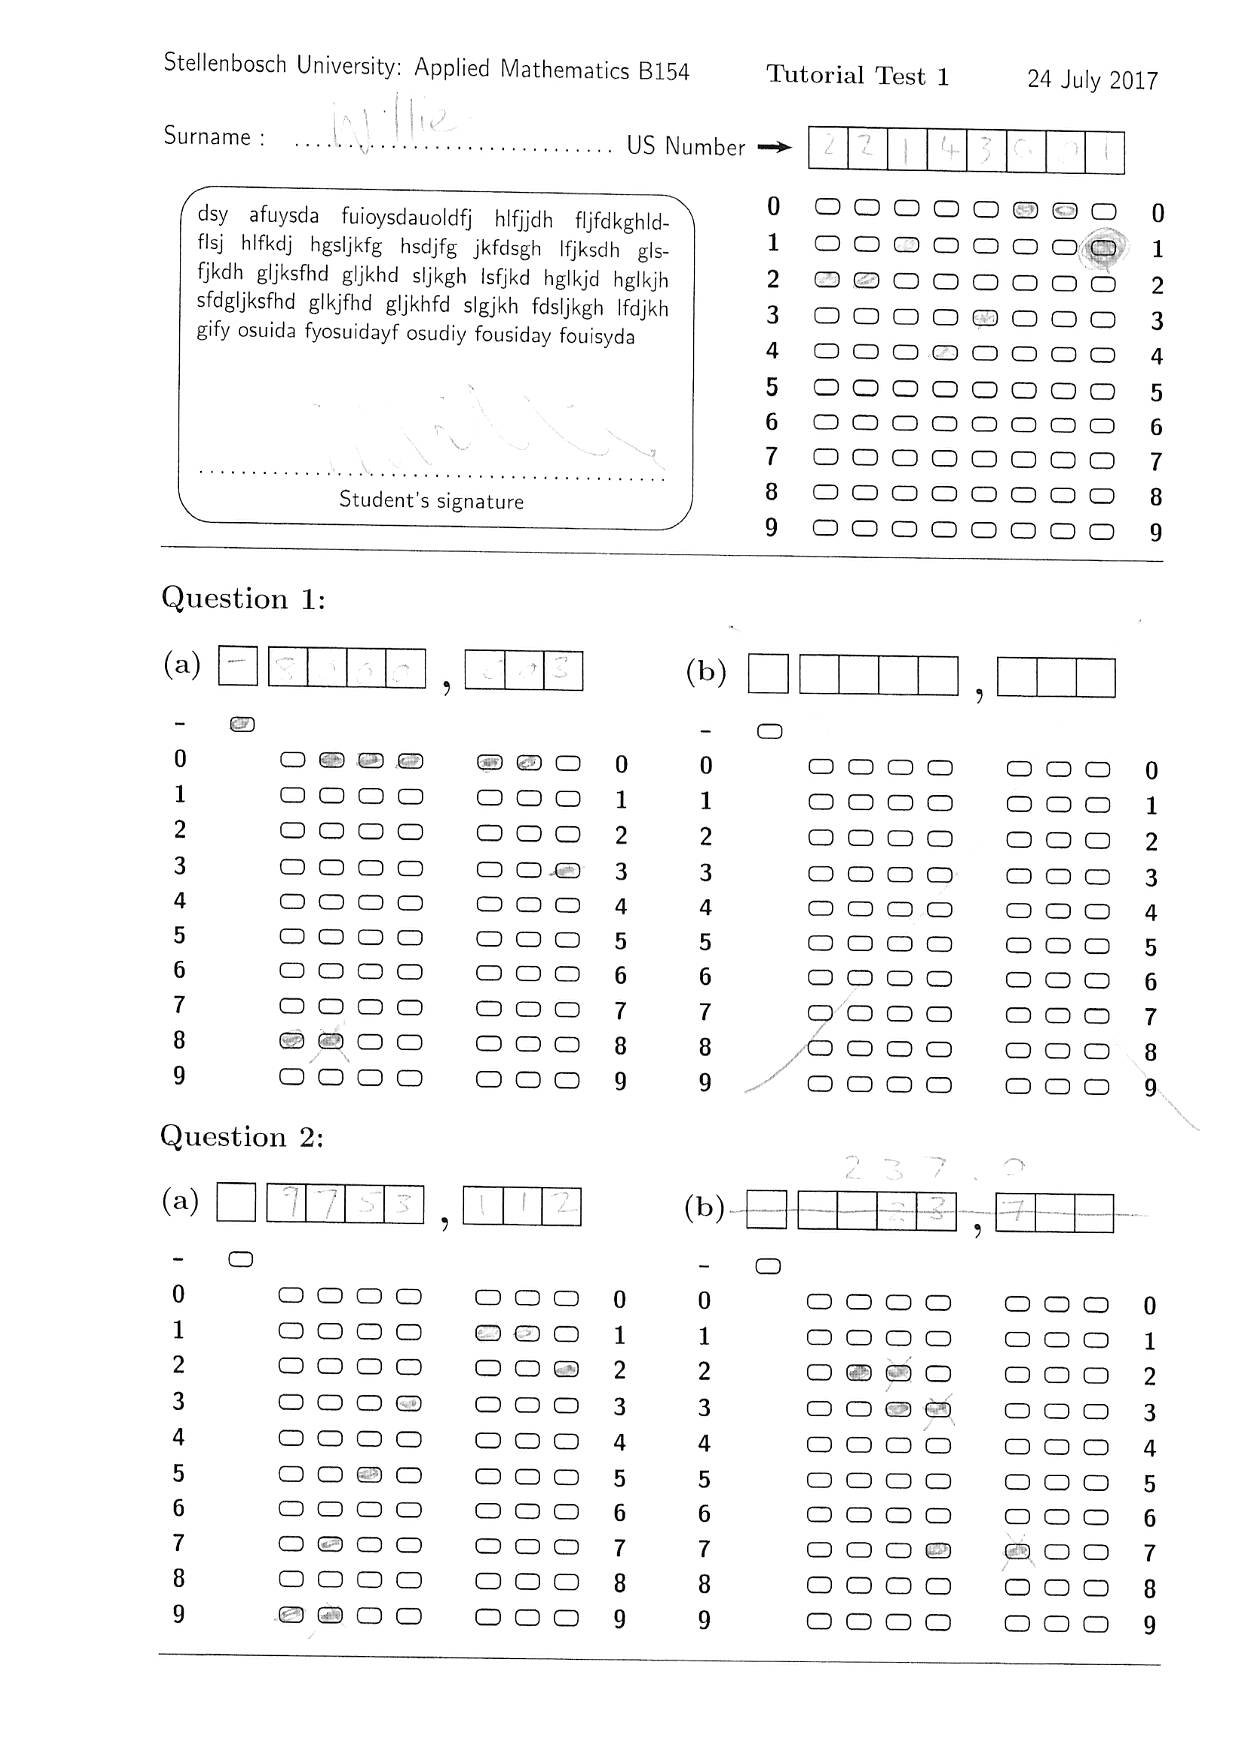 Stellenbosch University: Applied Mathematics B154 Tutorial Test 1 24 July 2017
Surname : Willie US Number 2 2 1 4 3 0 0 1
dsy afuysda fuioysdauoldfj hlfjjdh fljfdkghld-
flsj hlfkdj hgsljkfg hsdjfg jkfdsgh lfjksdh gls-
fjkdh gljksfhd gljkhd sljkgh lsfjkd hglkjd hglkjh
sfdgljksfhd glkjfhd gljkhfd slgjkh fdsljkgh lfdjkh
gify osuida fyosuidayf osudiy fousiday fouisyda
Student's signature
0 0
1 1
2 2
3 3
4 4
5 5
6 6
7 7
8 8
9 9
Question 1:
(a) - 8 0 0 0 , 0 0 3 (b) ,
- -
0 0 0 0
1 1 1 1
2 2 2 2
3 3 3 3
4 4 4 4
5 5 5 5
6 6 6 6
7 7 7 7
8 8 8 8
9 9 9 9
Question 2:
2 3 7 . 0
(a) 9 7 5 3 , 1 1 2 (b) 2 3 , 7
- -
0 0 0 0
1 1 1 1
2 2 2 2
3 3 3 3
4 4 4 4
5 5 5 5
6 6 6 6
7 7 7 7
8 8 8 8
9 9 9 9